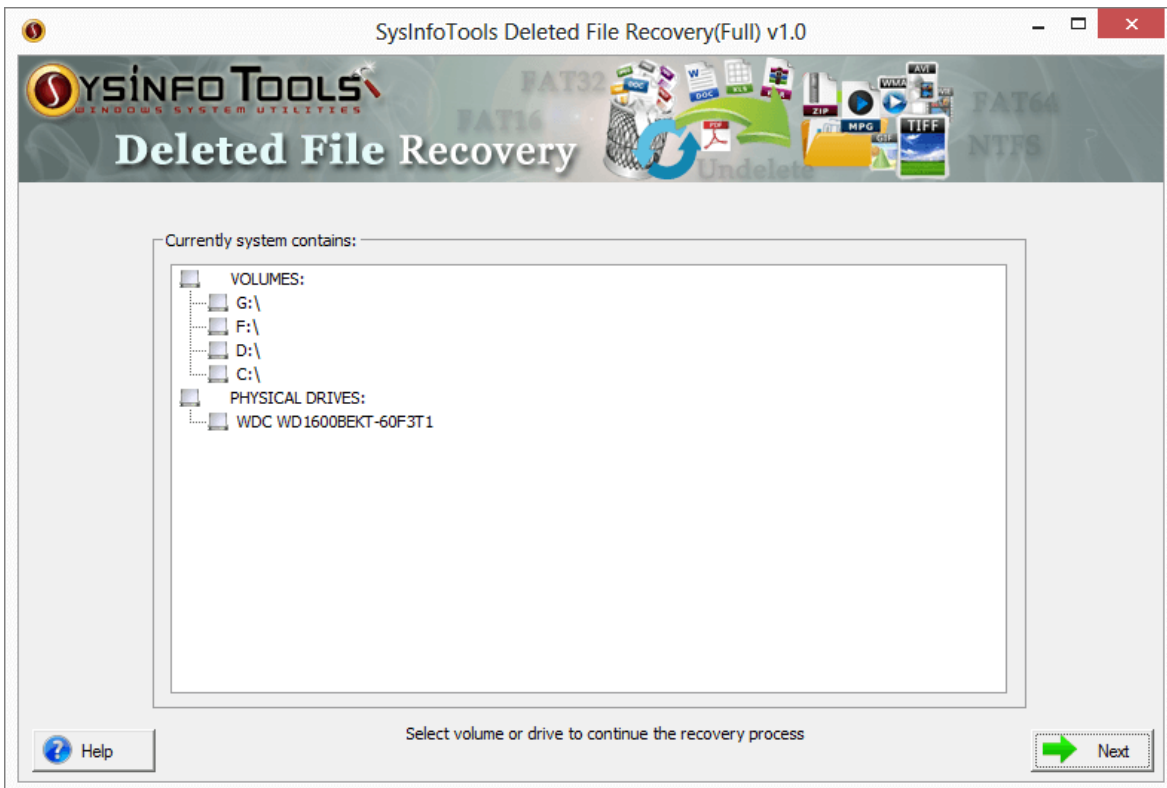 SysInfoTools Deleted File Recovery(Full) v1.0
SYSINFO TOOLS
WINDOWS SYSTEM UTILITIES
Deleted File Recovery
FAT32
FAT16
Undelete
FAT64
NTFS
DOC
W
DOC
XLS
PDF
ZIP
WMA
AVI
MPG
GIF
TIFF
Currently system contains:
VOLUMES:
G:\
F:\
D:\
C:\
PHYSICAL DRIVES:
WDC WD1600BEKT-60F3T1
Help
Select volume or drive to continue the recovery process
Next